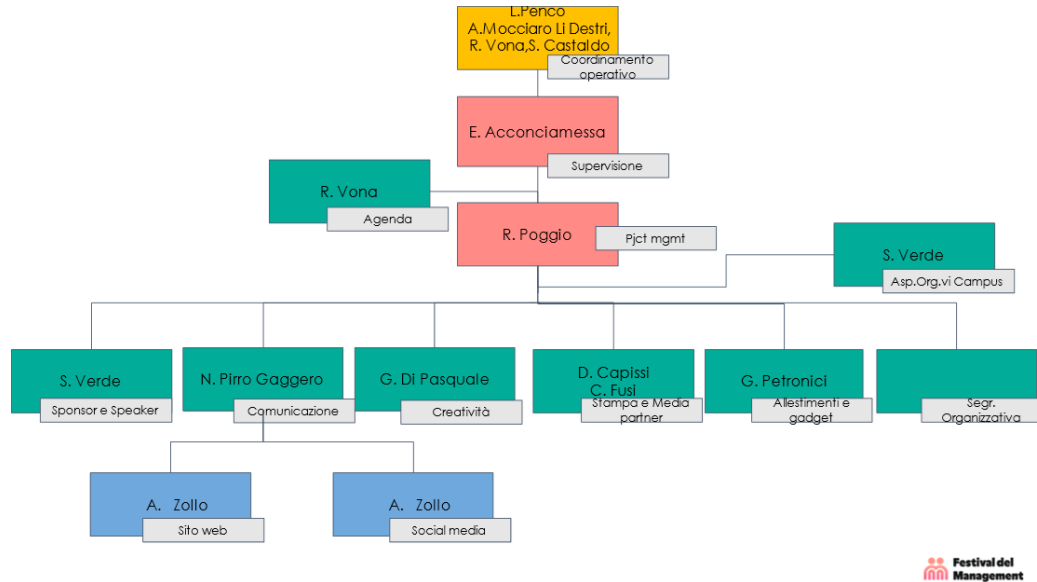 L.Penco
A.Mocciaro Li Destri,
R. Vona,S. Castaldo
Coordinamento
operativo
E. Acconciamessa
Supervisione
R. Vona
Agenda
R. Poggio
Pjct mgmt
S. Verde
Asp.Org.vi Campus
S. Verde
Sponsor e Speaker
N. Pirro Gaggero
Comunicazione
G. Di Pasquale
Creatività
D. Capissi
C. Fusi
Stampa e Media
partner
G. Petronici
Allestimenti e
gadget
Segr.
Organizzativa
A. Zollo
Sito web
A. Zollo
Social media
Festival del
Management